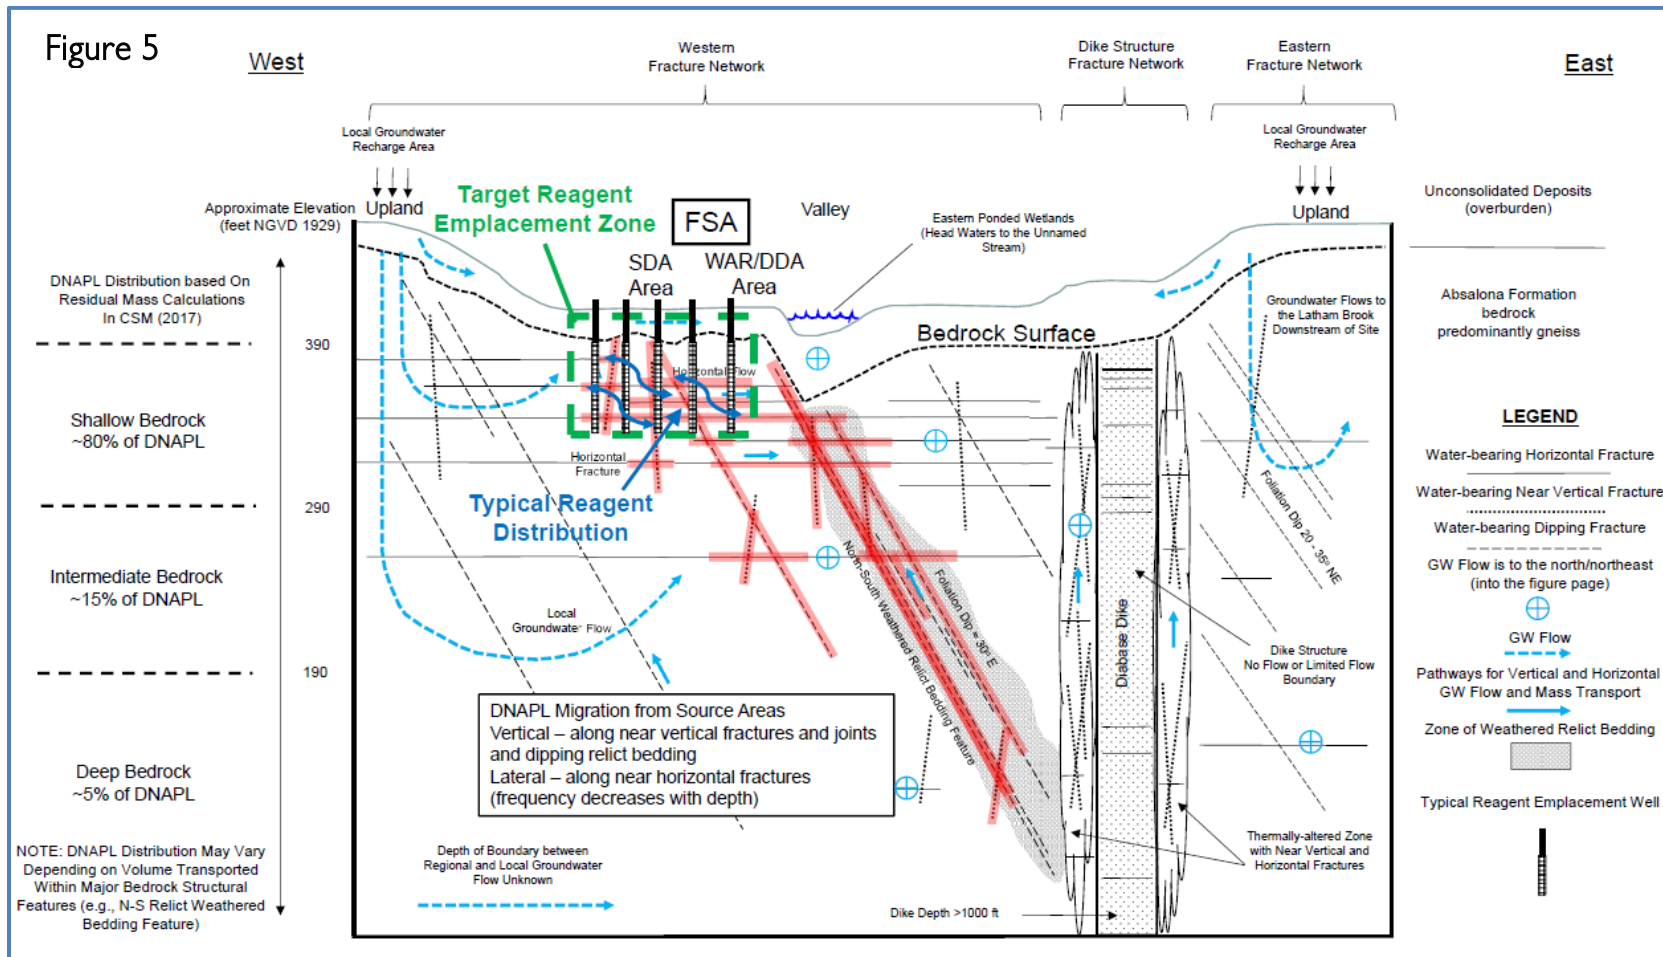 Figure 5
West
Western
Fracture Network
Dike Structure
Fracture Network
Eastern
Fracture Network
East
Local Groundwater
Recharge Area
Local Groundwater
Recharge Area
Approximate Elevation
(feet NGVD 1929)
Upland
Target Reagent
Emplacement Zone
FSA
SDA
Area
WAR/DDA
Area
Valley
Eastern Ponded Wetlands
(Head Waters to the Unnamed
Stream)
Upland
Unconsolidated Deposits
(overburden)
DNAPL Distribution based On
Residual Mass Calculations
In CSM (2017)
Bedrock Surface
Groundwater Flows to
the Latham Brook
Downstream of Site
Absalona Formation
bedrock
predominantly gneiss
390
Horizontal Flow
Shallow Bedrock
~80% of DNAPL
Horizontal
Fracture
Typical Reagent
Distribution
290
Foliation Dip 20 - 35° NE
LEGEND
Water-bearing Horizontal Fracture
Water-bearing Near Vertical Fracture
Water-bearing Dipping Fracture
GW Flow is to the north/northeast
(into the figure page)
GW Flow
Pathways for Vertical and Horizontal
GW Flow and Mass Transport
Zone of Weathered Relict Bedding
Typical Reagent Emplacement Well
Intermediate Bedrock
~15% of DNAPL
Local
Groundwater Flow
North-South Weathered Relict Bedding Feature
Foliation Dip ≈ 30° E
Diabase Dike
Dike Structure
No Flow or Limited Flow
Boundary
190
DNAPL Migration from Source Areas
Vertical – along near vertical fractures and joints
and dipping relict bedding
Lateral – along near horizontal fractures
(frequency decreases with depth)
Deep Bedrock
~5% of DNAPL
NOTE: DNAPL Distribution May Vary
Depending on Volume Transported
Within Major Bedrock Structural
Features (e.g., N-S Relict Weathered
Bedding Feature)
Depth of Boundary between
Regional and Local Groundwater
Flow Unknown
Thermally-altered Zone
with Near Vertical and
Horizontal Fractures
Dike Depth >1000 ft